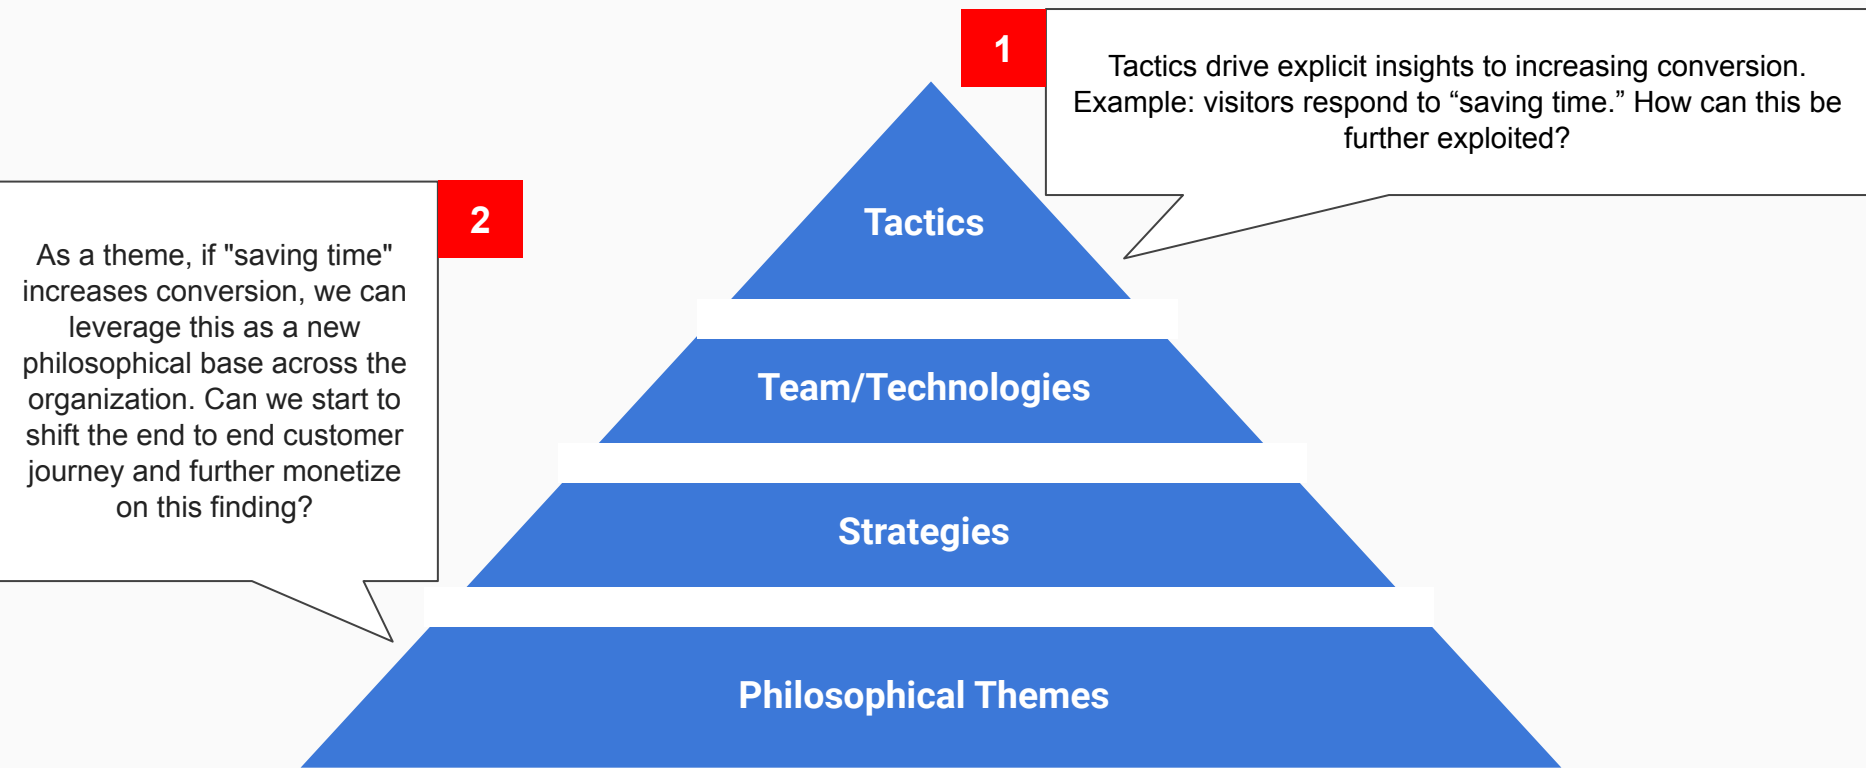 1
Tactics drive explicit insights to increasing conversion.
Example: visitors respond to “saving time.” How can this be
further exploited?
2
As a theme, if "saving time"
increases conversion, we can
leverage this as a new
philosophical base across the
organization. Can we start to
shift the end to end customer
journey and further monetize
on this finding?
Tactics
Team/Technologies
Strategies
Philosophical Themes